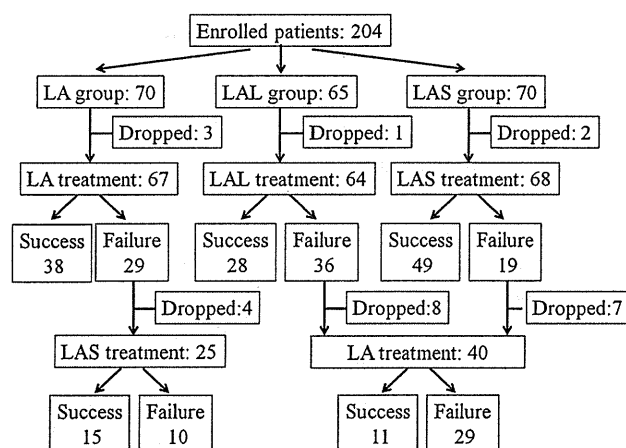 Enrolled patients: 204
LA group: 70
LAL group: 65
LAS group: 70
Dropped: 3
Dropped: 1
Dropped: 2
LA treatment: 67
LAL treatment: 64
LAS treatment: 68
Success
38
Failure
29
Success
28
Failure
36
Success
49
Failure
19
Dropped:4
Dropped:8
Dropped:7
LAS treatment: 25
LA treatment: 40
Success
15
Failure
10
Success
11
Failure
29